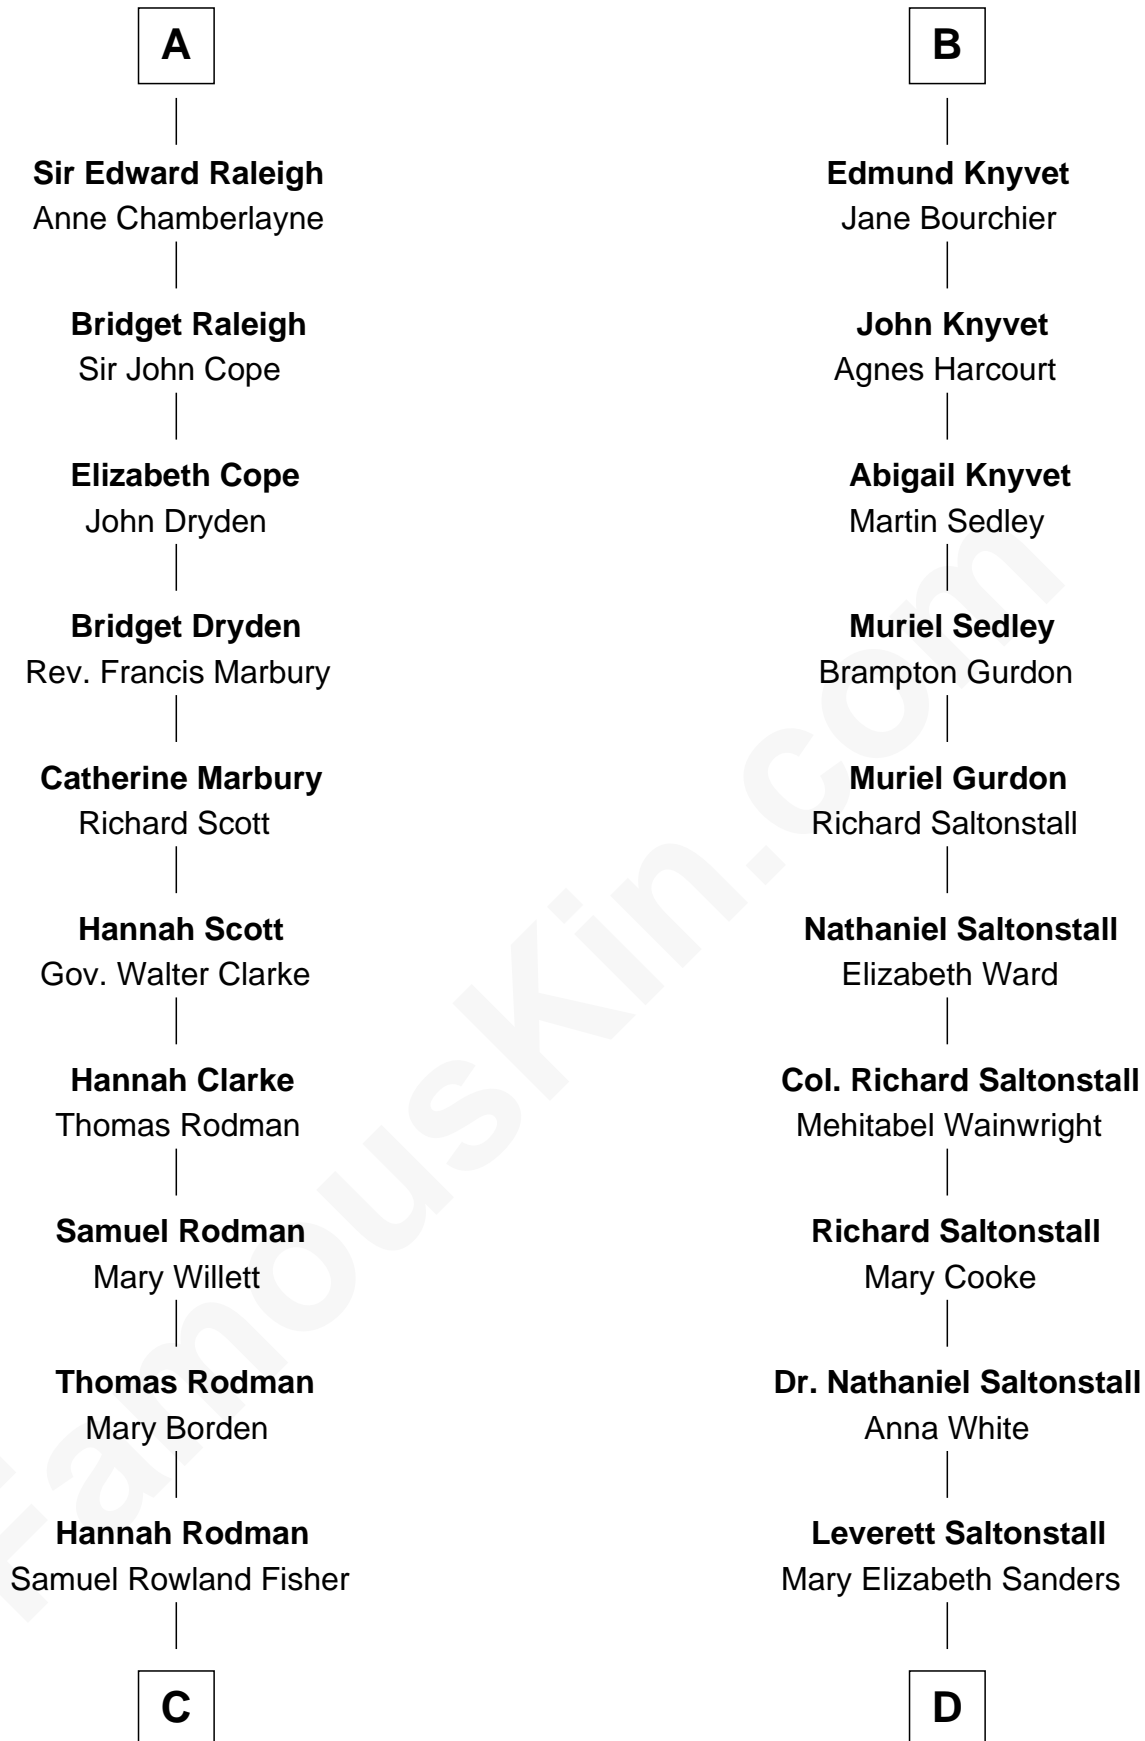 A
Sir Edward Raleigh
Anne Chamberlayne
Bridget Raleigh
Sir John Cope
Elizabeth Cope
John Dryden
Bridget Dryden
Rev. Francis Marbury
Catherine Marbury
Richard Scott
Hannah Scott
Gov. Walter Clarke
Hannah Clarke
Thomas Rodman
Samuel Rodman
Mary Willett
Thomas Rodman
Mary Borden
Hannah Rodman
Samuel Rowland Fisher
C
B
Edmund Knyvet
Jane Bourchier
John Knyvet
Agnes Harcourt
Abigail Knyvet
Martin Sedley
Muriel Sedley
Brampton Gurdon
Muriel Gurdon
Richard Saltonstall
Nathaniel Saltonstall
Elizabeth Ward
Col. Richard Saltonstall
Mehitabel Wainwright
Richard Saltonstall
Mary Cooke
Dr. Nathaniel Saltonstall
Anna White
Leverett Saltonstall
Mary Elizabeth Sanders
D
FamousKin.com